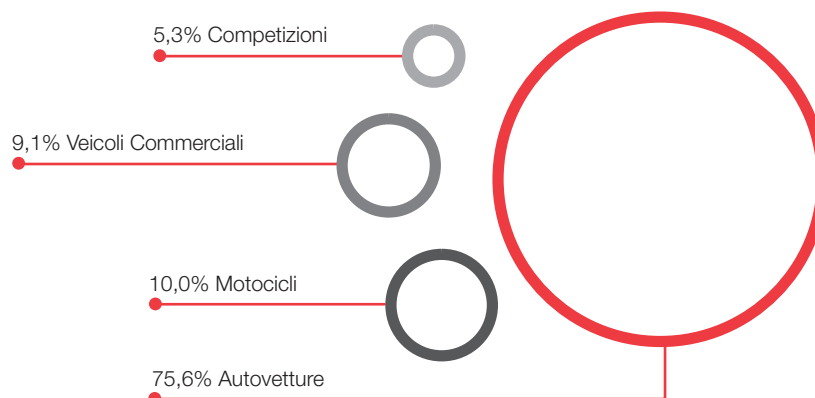 5,3% Competizioni
9,1% Veicoli Commerciali
10,0% Motocicli
75,6% Autovetture